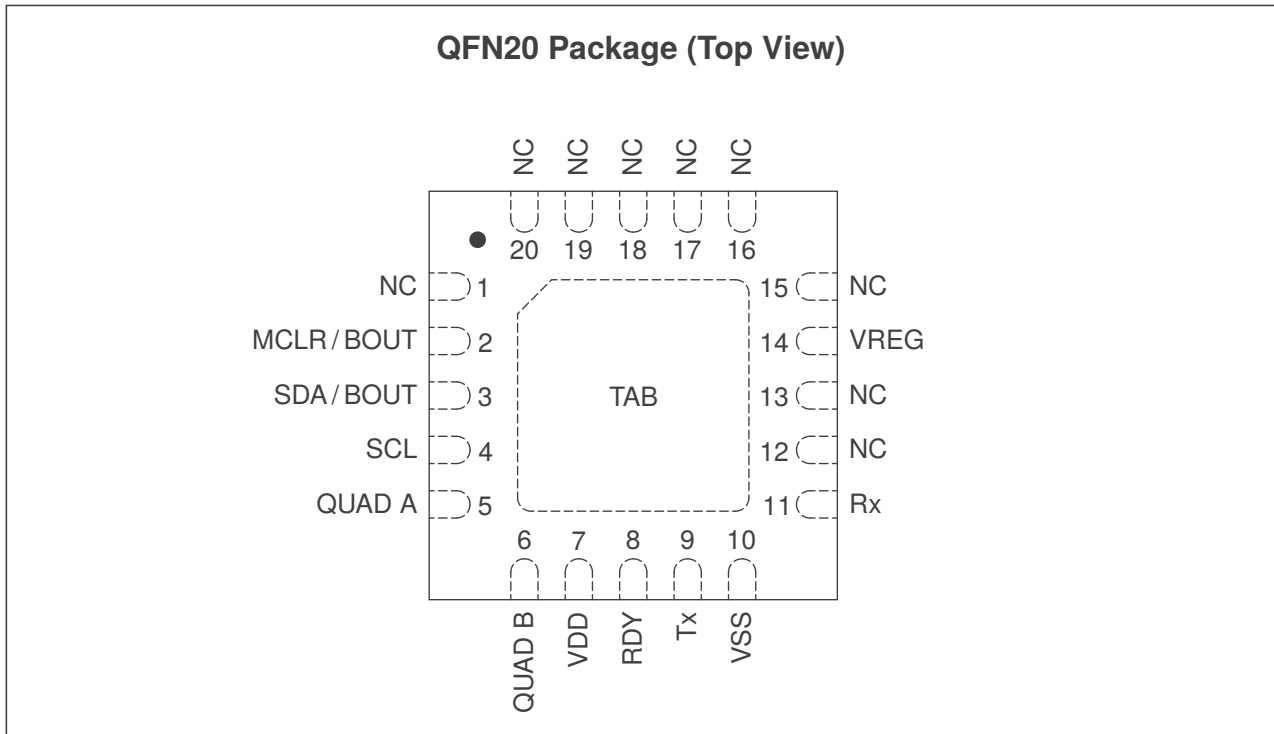 QFN20 Package (Top View)
NC NC NC NC NC
20 19 18 17 16
NC 1 15 NC
MCLR/BOUT 2 14 VREG
SDA/BOUT 3 TAB 13 NC
SCL 4 12 NC
QUAD A 5 11 Rx
6 7 8 9 10
QUAD B VDD RDY Tx VSS